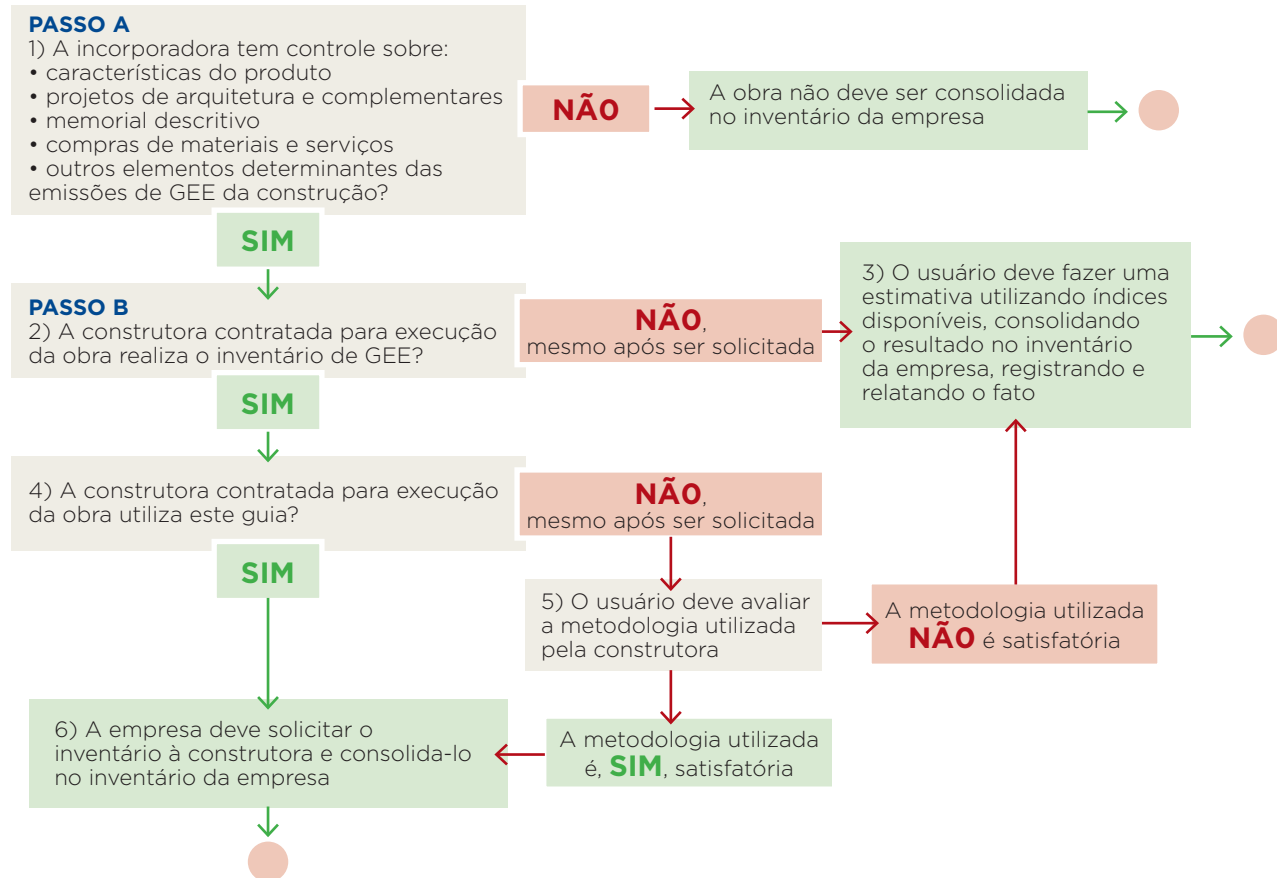 PASSO A
1) A incorporadora tem controle sobre:
• características do produto
• projetos de arquitetura e complementares
• memorial descritivo
• compras de materiais e serviços
• outros elementos determinantes das
emissões de GEE da construção?
NÃO
A obra não deve ser consolidada
no inventário da empresa
SIM
PASSO B
2) A construtora contratada para execução
da obra realiza o inventário de GEE?
NÃO,
mesmo após ser solicitada
3) O usuário deve fazer uma
estimativa utilizando índices
disponíveis, consolidando
o resultado no inventário
da empresa, registrando e
relatando o fato
SIM
4) A construtora contratada para execução
da obra utiliza este guia?
NÃO,
mesmo após ser solicitada
SIM
5) O usuário deve avaliar
a metodologia utilizada
pela construtora
A metodologia utilizada
NÃO é satisfatória
6) A empresa deve solicitar o
inventário à construtora e consolida-lo
no inventário da empresa
A metodologia utilizada
é, SIM, satisfatória